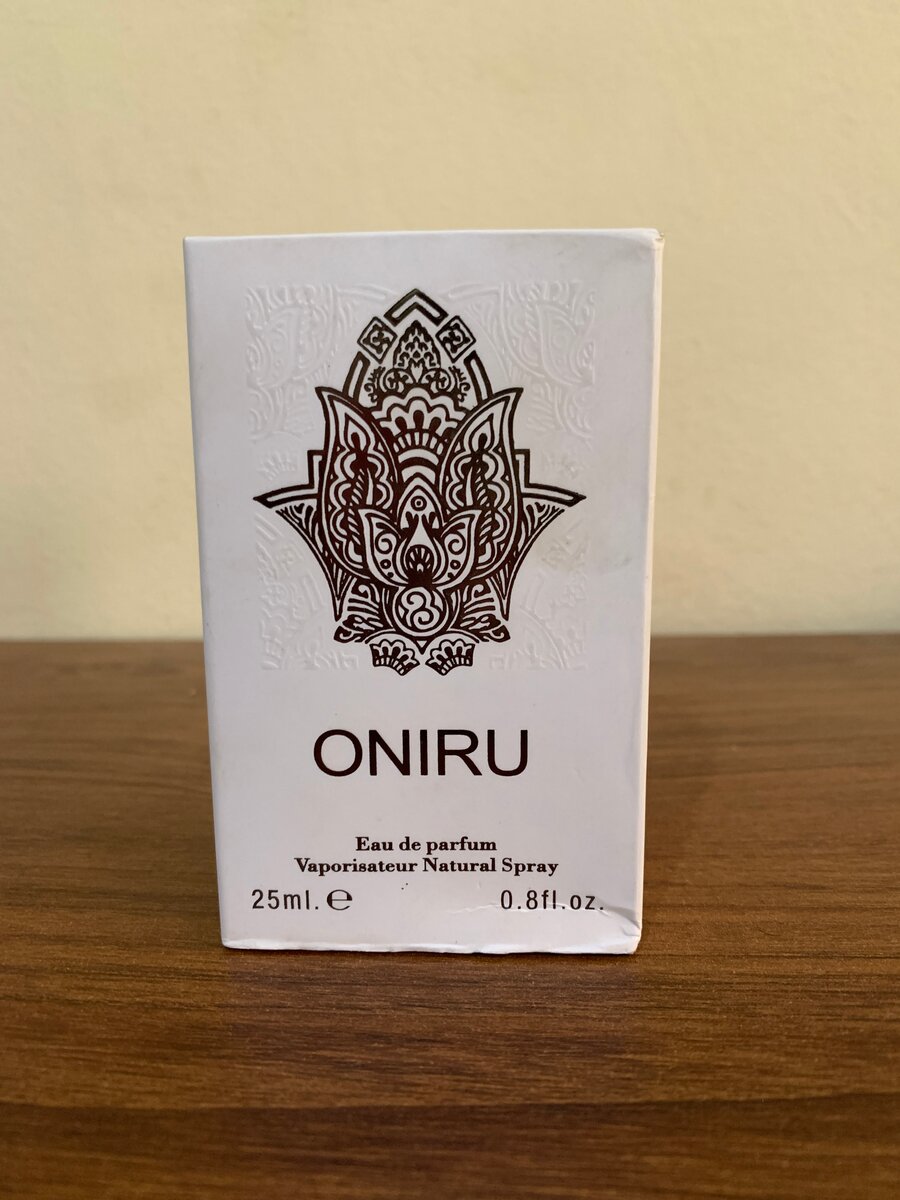 ONIRU
Eau de parfum
Vaporisateur Natural Spray
25ml. ℮ 0.8fl.oz.